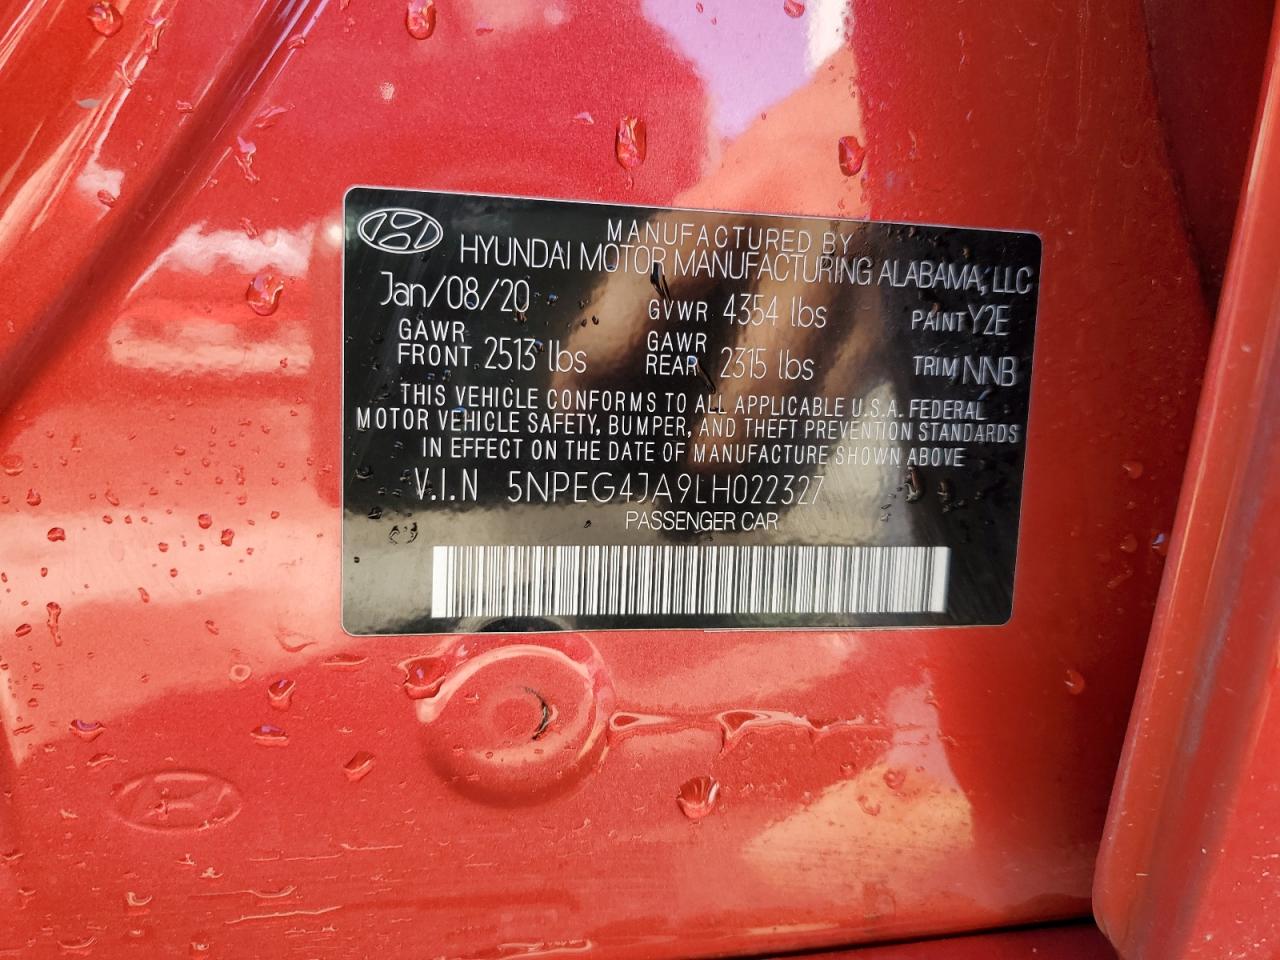 MANUFACTURED BY
HYUNDAI MOTOR MANUFACTURING ALABAMA, LLC
Jan/08/20 GVWR 4354 lbs PAINT Y2E
GAWR FRONT 2513 lbs GAWR REAR 2315 lbs TRIM NNB
THIS VEHICLE CONFORMS TO ALL APPLICABLE U.S.A. FEDERAL
MOTOR VEHICLE SAFETY, BUMPER, AND THEFT PREVENTION STANDARDS
IN EFFECT ON THE DATE OF MANUFACTURE SHOWN ABOVE
V.I.N 5NPEG4JA9LH022327
PASSENGER CAR